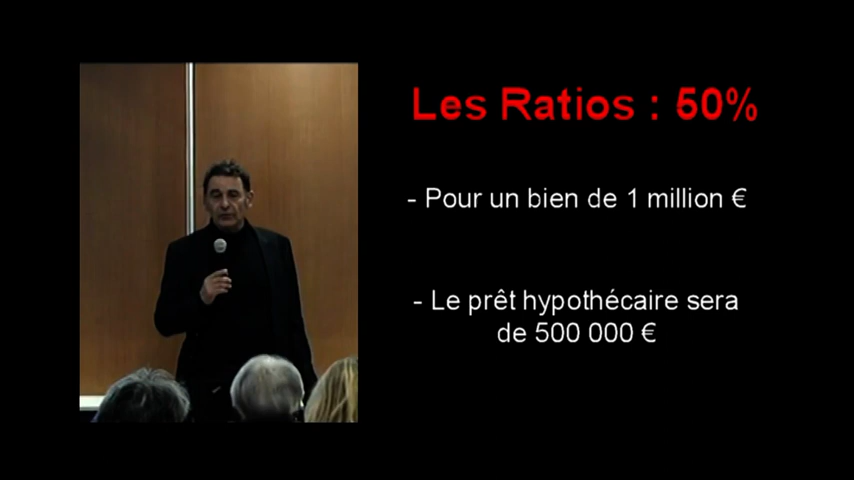 Les Ratios : 50%
- Pour un bien de 1 million €
- Le prêt hypothécaire sera
de 500 000 €